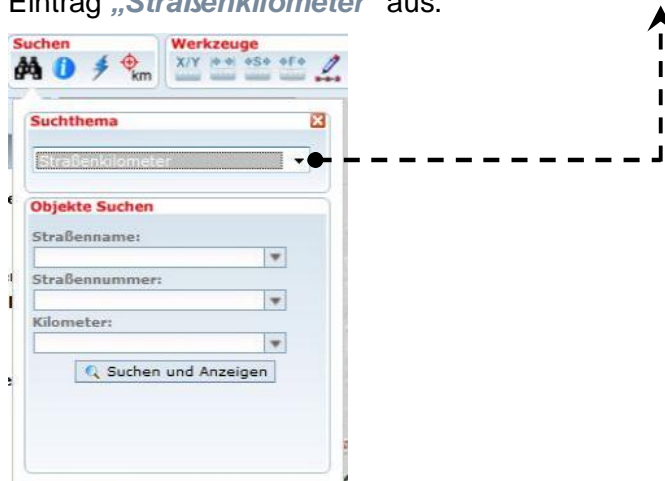 Eintrag „Straßenkilometer“ aus.
Suchen
Werkzeuge
km
X/Y
+S+
+F+
Suchthema
Straßenkilometer
Objekte Suchen
Straßenname:
Straßennummer:
Kilometer:
Suchen und Anzeigen